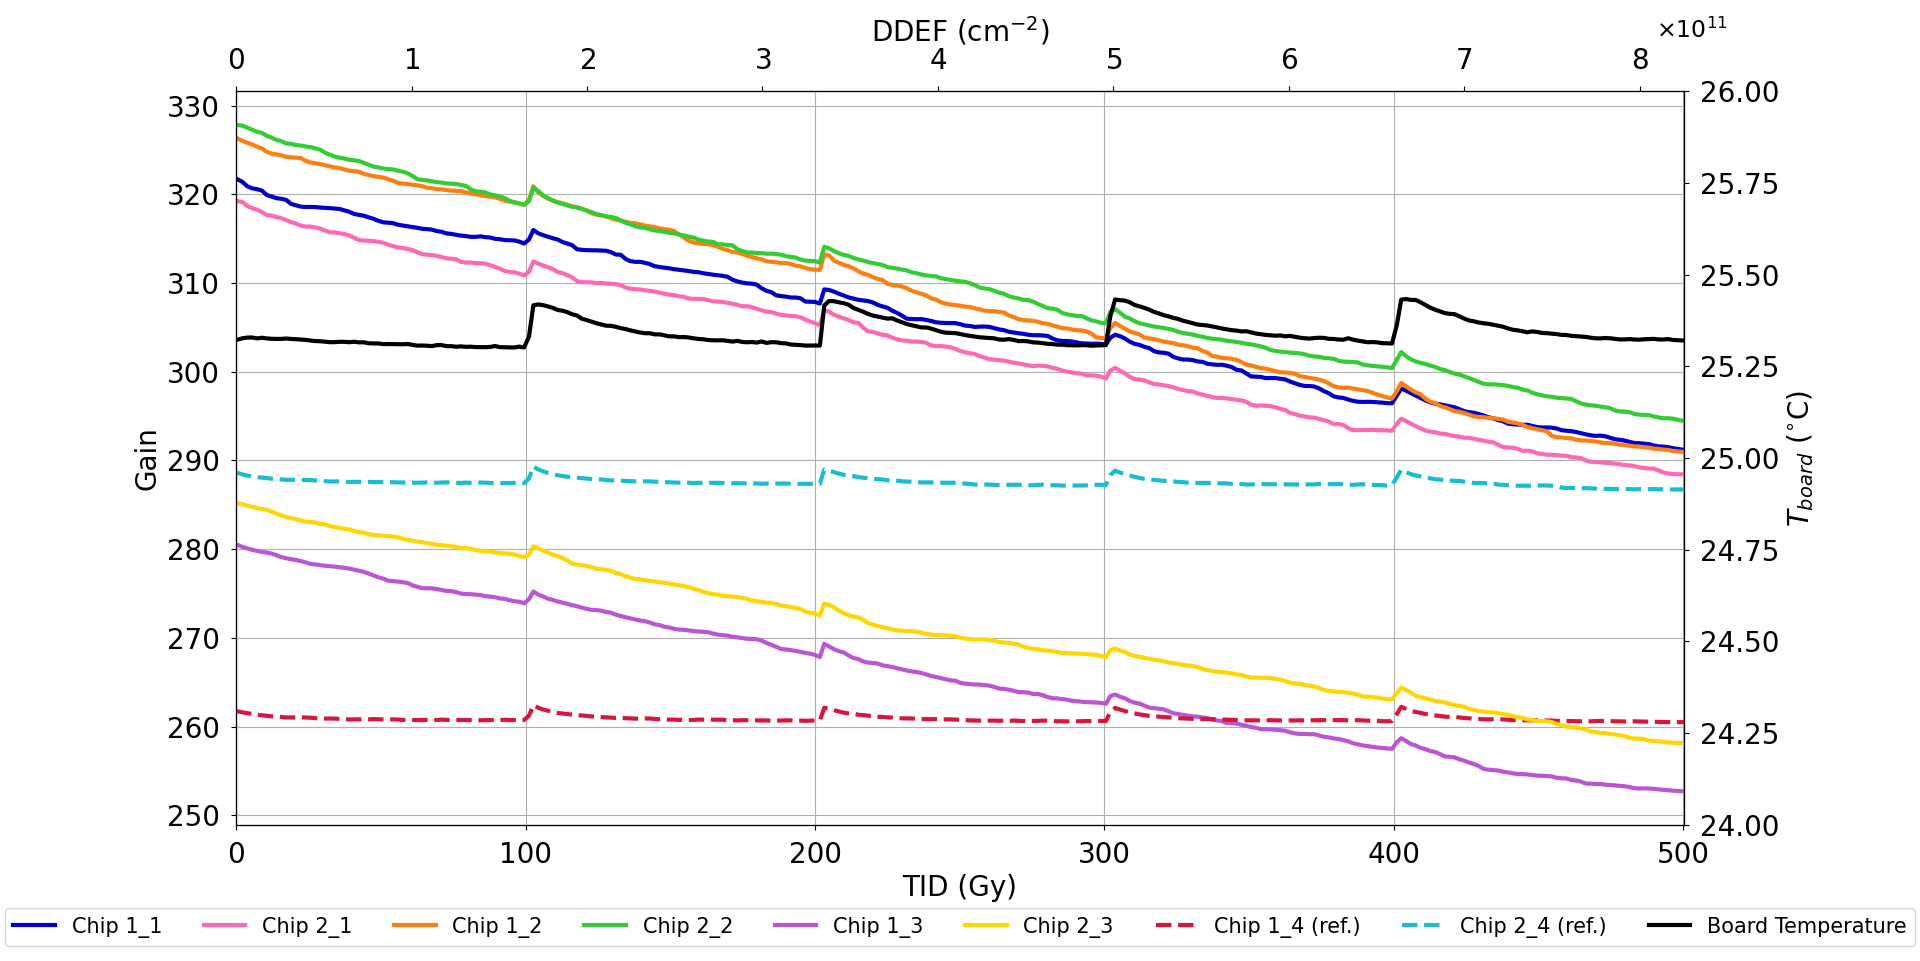 DDEF (cm⁻²)
×10¹¹
0 1 2 3 4 5 6 7 8
330
320
310
300
290
280
270
260
250
Gain
26.00
25.75
25.50
25.25
25.00
24.75
24.50
24.25
24.00
T_board (°C)
0 100 200 300 400 500
TID (Gy)
Chip 1_1 Chip 2_1 Chip 1_2 Chip 2_2 Chip 1_3 Chip 2_3 Chip 1_4 (ref.) Chip 2_4 (ref.) Board Temperature